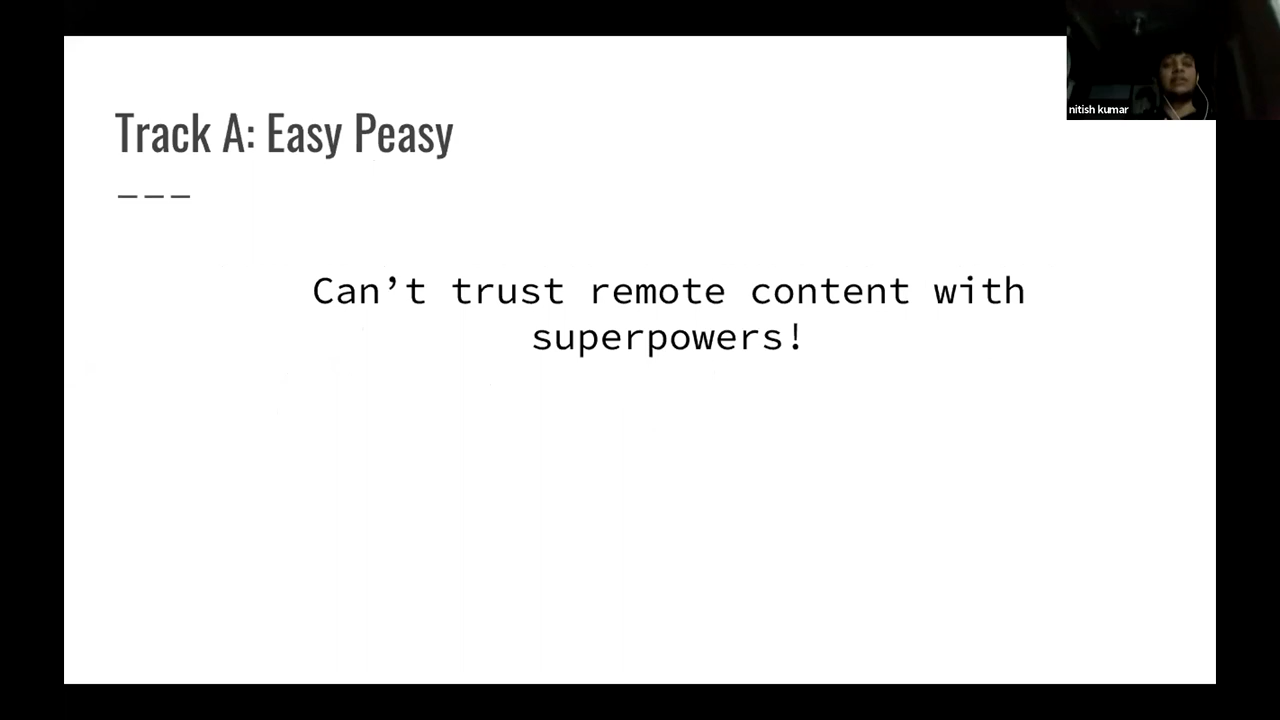 nitish kumar
Track A: Easy Peasy
Can’t trust remote content with
superpowers!